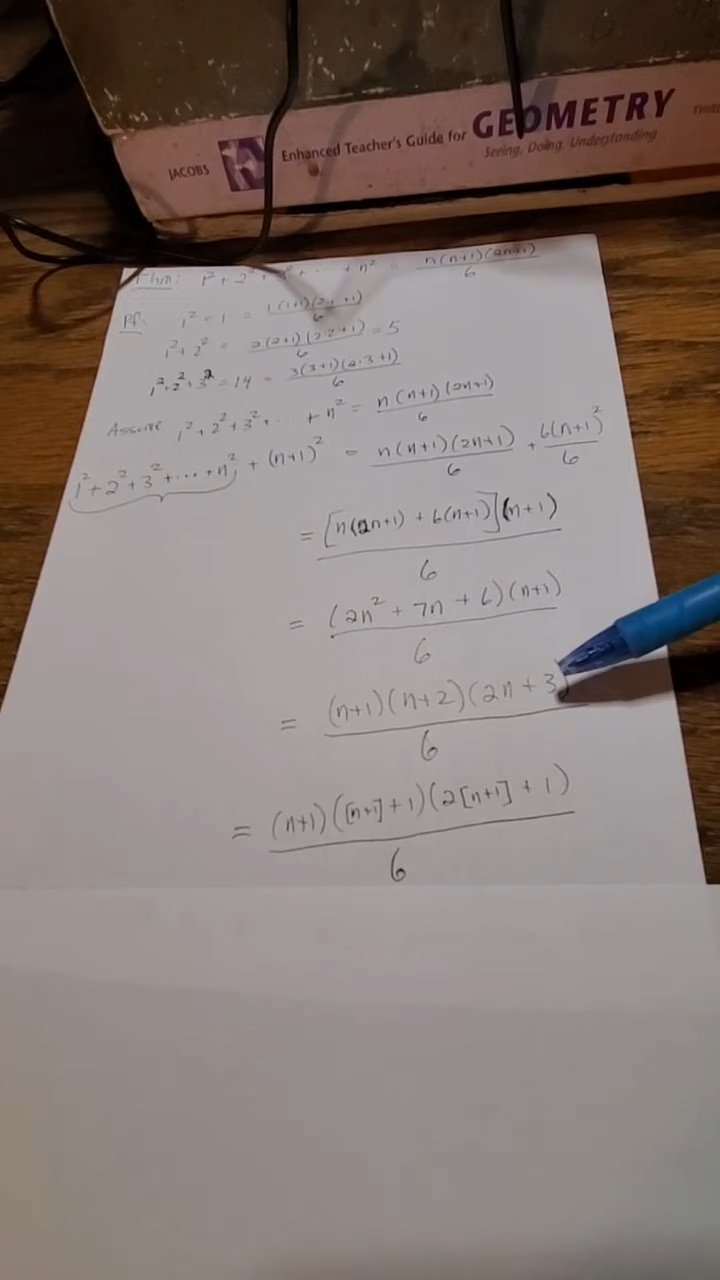 JACOBS Enhanced Teacher's Guide for GEOMETRY
Seeing, Doing, Understanding
Thm: 1² + 2² + 3² + ... + n² = n(n+1)(2n+1)/6
Pf: 1² = 1 = 1(1+1)(2·1+1)/6
1² + 2² = 2(2+1)(2·2+1)/6 = 5
1² + 2² + 3² = 14 = 3(3+1)(2·3+1)/6
Assume 1² + 2² + 3² + ... + n² = n(n+1)(2n+1)/6
1² + 2² + 3² + ... + n² + (n+1)² = n(n+1)(2n+1)/6 + 6(n+1)²/6
= [n(2n+1) + 6(n+1)](n+1)/6
= (2n² + 7n + 6)(n+1)/6
= (n+1)(n+2)(2n+3)/6
= (n+1)([n+1]+1)(2[n+1]+1)/6